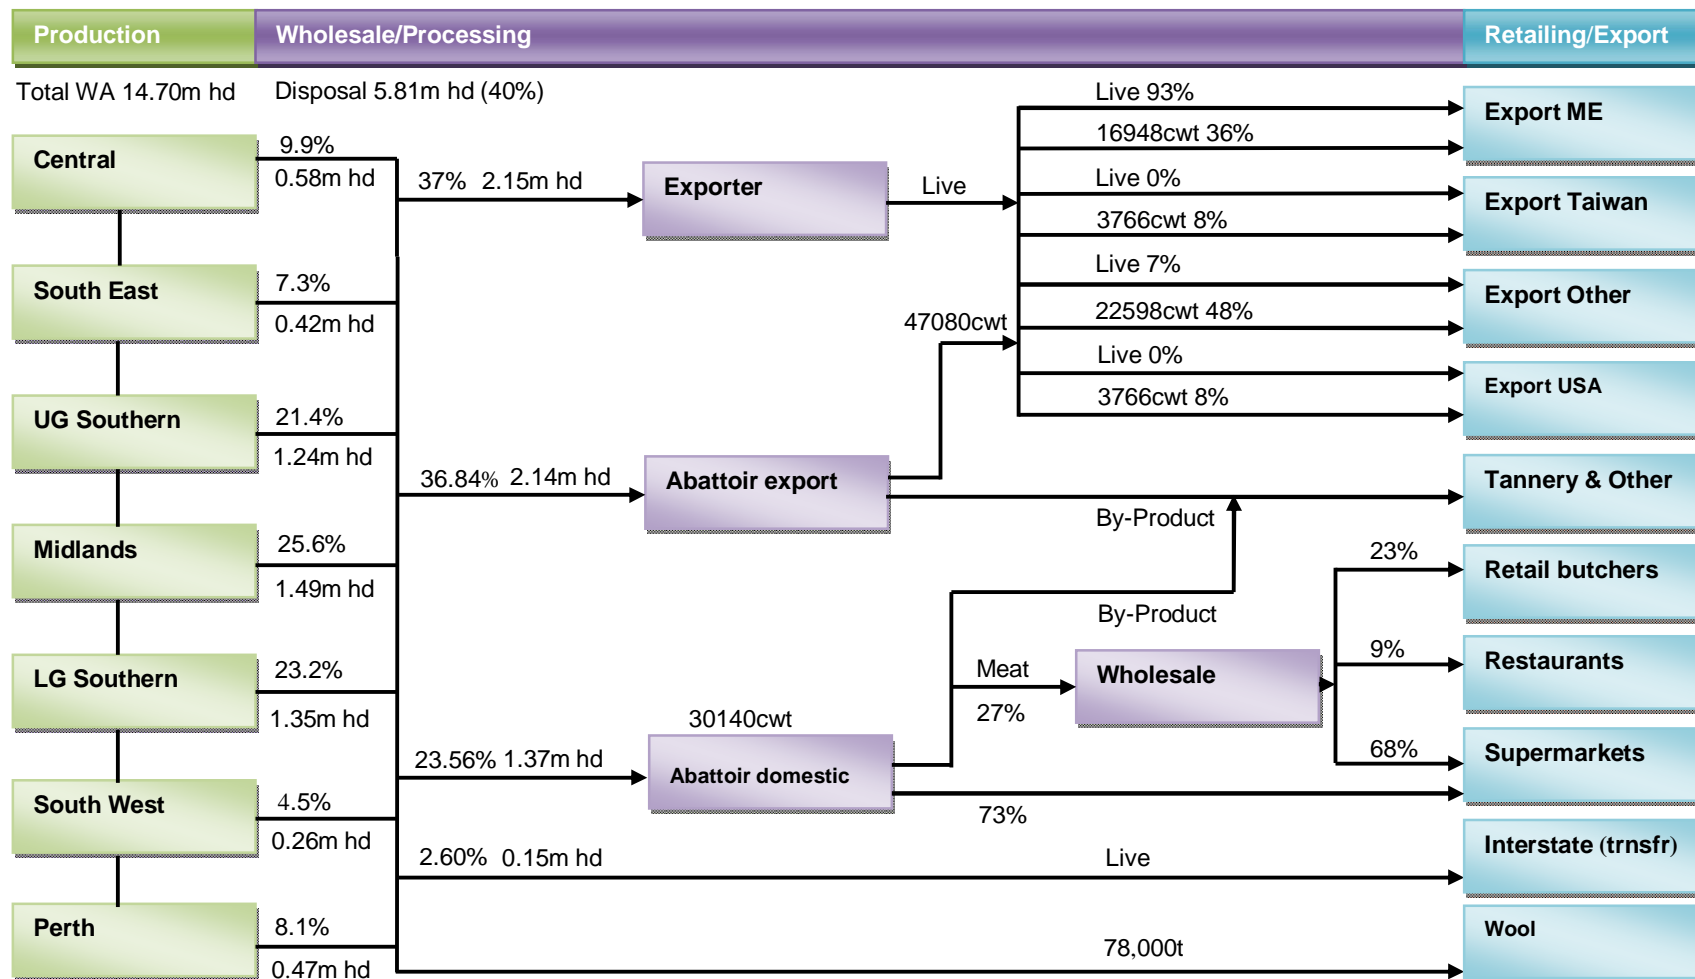 Production
Wholesale/Processing
Retailing/Export
Total WA 14.70m hd
Disposal 5.81m hd (40%)
Central
9.9%
0.58m hd
South East
7.3%
0.42m hd
UG Southern
21.4%
1.24m hd
Midlands
25.6%
1.49m hd
LG Southern
23.2%
1.35m hd
South West
4.5%
0.26m hd
Perth
8.1%
0.47m hd
37% 2.15m hd
Exporter
Live
36.84% 2.14m hd
Abattoir export
47080cwt
By-Product
23.56% 1.37m hd
30140cwt
Abattoir domestic
By-Product
Meat
27%
Wholesale
73%
2.60% 0.15m hd
Live
78,000t
Live 93%
16948cwt 36%
Export ME
Live 0%
3766cwt 8%
Export Taiwan
Live 7%
22598cwt 48%
Export Other
Live 0%
3766cwt 8%
Export USA
Tannery & Other
23%
Retail butchers
9%
Restaurants
68%
Supermarkets
Interstate (trnsfr)
Wool